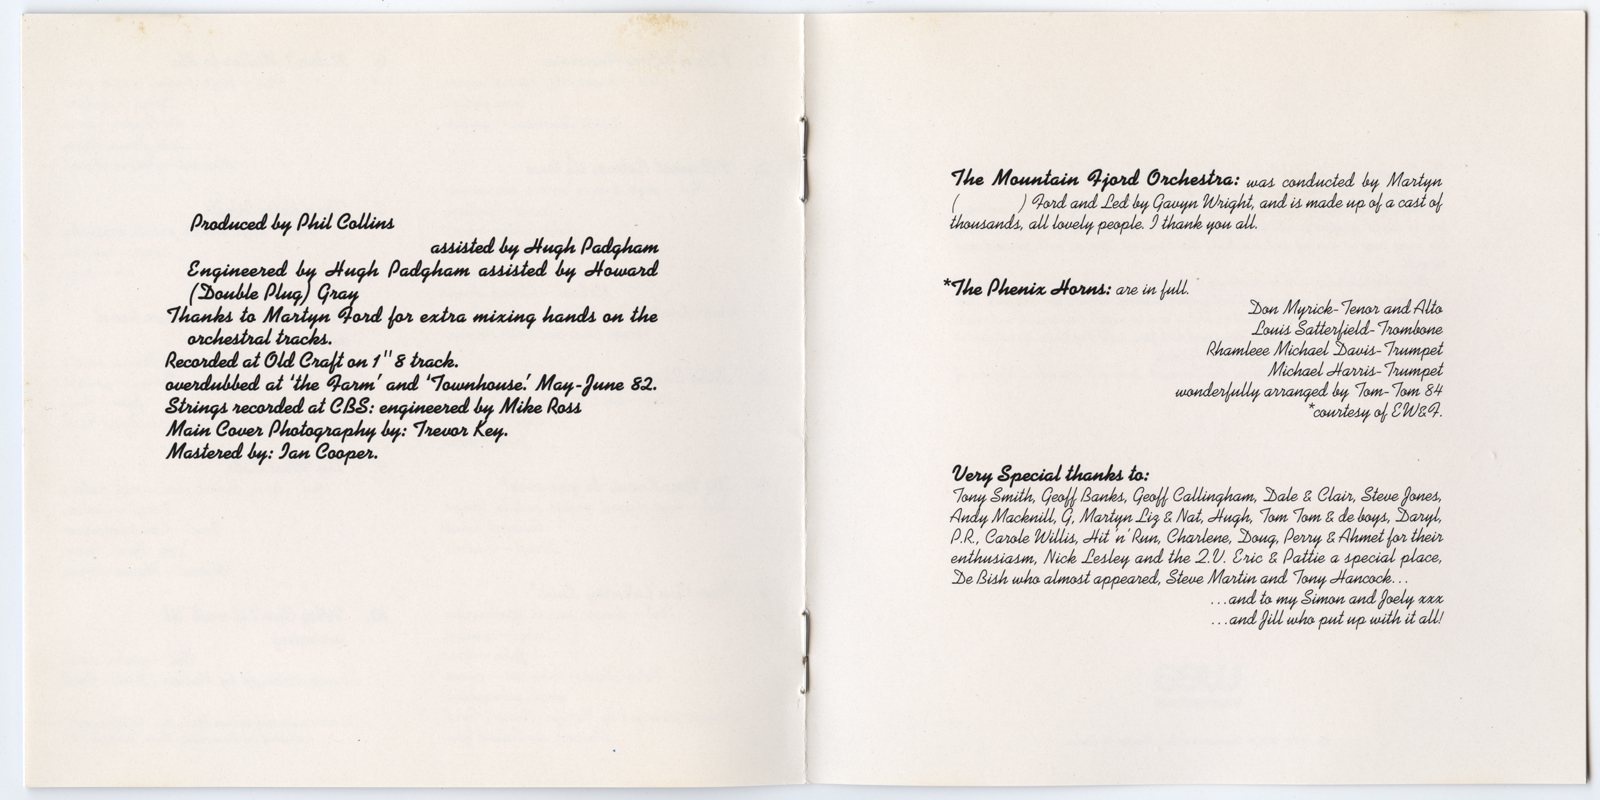 Produced by Phil Collins
assisted by Hugh Padgham
Engineered by Hugh Padgham assisted by Howard
(Double Plug) Gray
Thanks to Martyn Ford for extra mixing hands on the
orchestral tracks.
Recorded at Old Craft on 1" 8 track.
overdubbed at 'the Farm' and 'Townhouse.' May-June 82.
Strings recorded at CBS: engineered by Mike Ross
Main Cover Photography by: Trevor Key.
Mastered by: Ian Cooper.
The Mountain Fjord Orchestra: was conducted by Martyn
( ) Ford and Led by Gavyn Wright, and is made up of a cast of
thousands, all lovely people. I thank you all.
*The Phenix Horns: are in full.
Don Myrick-Tenor and Alto
Louis Satterfield-Trombone
Rhamleee Michael Davis-Trumpet
Michael Harris-Trumpet
wonderfully arranged by Tom-Tom 84
*courtesy of EW&F.
Very Special thanks to:
Tony Smith, Geoff Banks, Geoff Callingham, Dale & Clair, Steve Jones,
Andy Macknill, G, Martyn Liz & Nat, Hugh, Tom Tom & de boys, Daryl,
P.R., Carole Willis, Hit 'n' Run, Charlene, Doug, Perry & Ahmet for their
enthusiasm, Nick Lesley and the 2.V. Eric & Pattie a special place,
De Bish who almost appeared, Steve Martin and Tony Hancock...
...and to my Simon and Joely xxx
...and Jill who put up with it all!